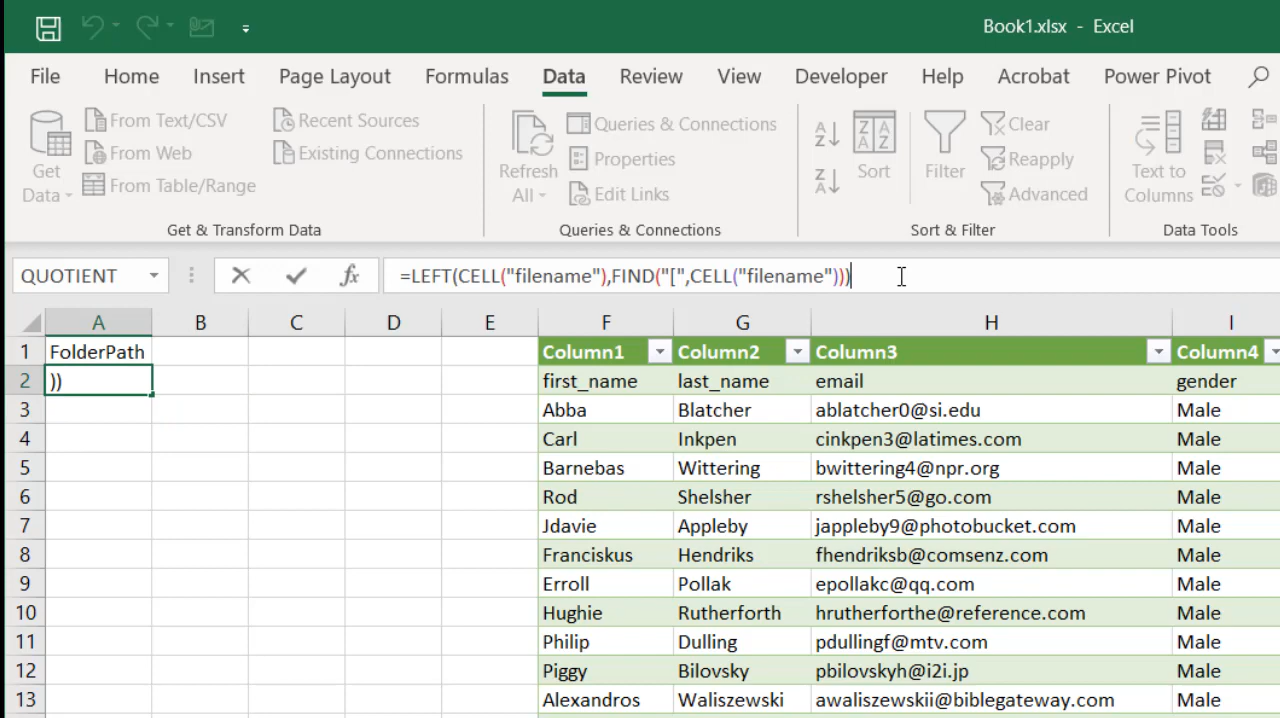 Book1.xlsx - Excel
File Home Insert Page Layout Formulas Data Review View Developer Help Acrobat Power Pivot
Get Data
From Text/CSV
From Web
From Table/Range
Recent Sources
Existing Connections
Get & Transform Data
Refresh All
Queries & Connections
Properties
Edit Links
Queries & Connections
Sort
Filter
Clear
Reapply
Advanced
Sort & Filter
Text to Columns
Data Tools
QUOTIENT fx =LEFT(CELL("filename"),FIND("[",CELL("filename")))
A B C D E F G H I
1 FolderPath Column1 Column2 Column3 Column4
2 )) first_name last_name email gender
3 Abba Blatcher ablatcher0@si.edu Male
4 Carl Inkpen cinkpen3@latimes.com Male
5 Barnebas Wittering bwittering4@npr.org Male
6 Rod Shelsher rshelsher5@go.com Male
7 Jdavie Appleby jappleby9@photobucket.com Male
8 Franciskus Hendriks fhendriksb@comsenz.com Male
9 Erroll Pollak epollakc@qq.com Male
10 Hughie Rutherforth hrutherforthe@reference.com Male
11 Philip Dulling pdullingf@mtv.com Male
12 Piggy Bilovsky pbilovskyh@i2i.jp Male
13 Alexandros Waliszewski awaliszewskii@biblegateway.com Male